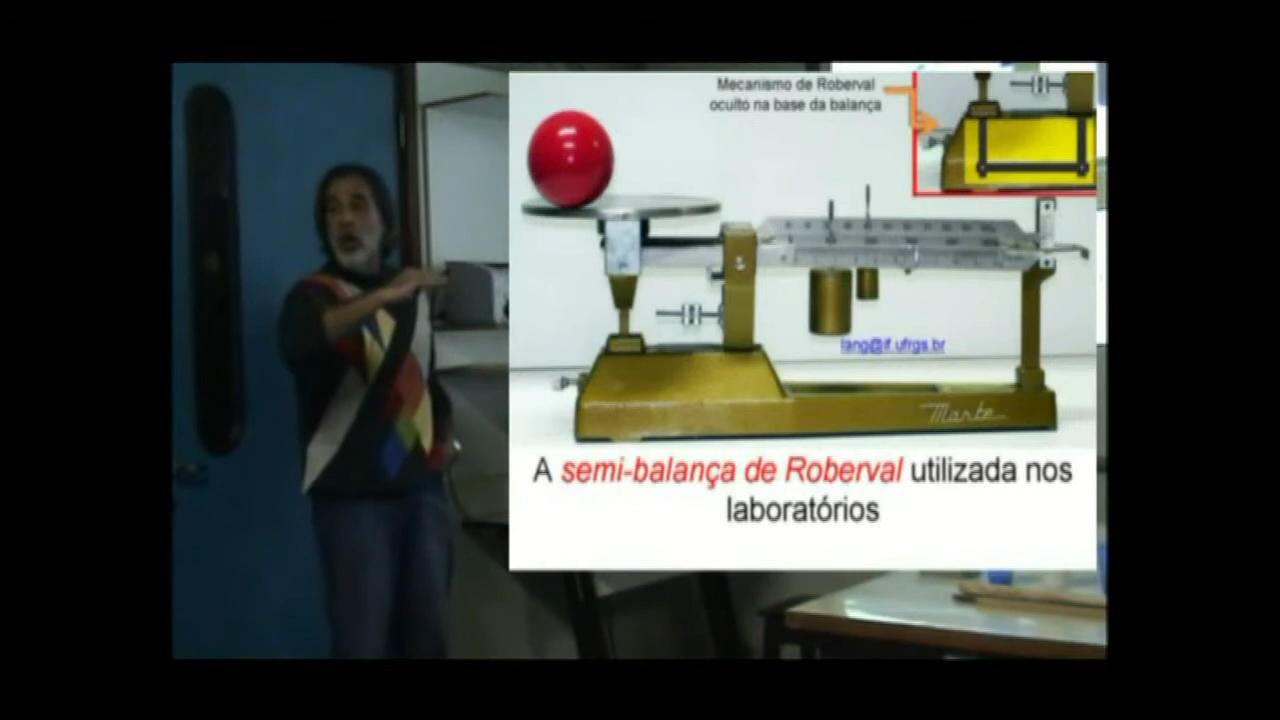 Mecanismo de Roberval
oculto na base da balança
lang@if.ufrgs.br
Marte
A semi-balança de Roberval utilizada nos
laboratórios